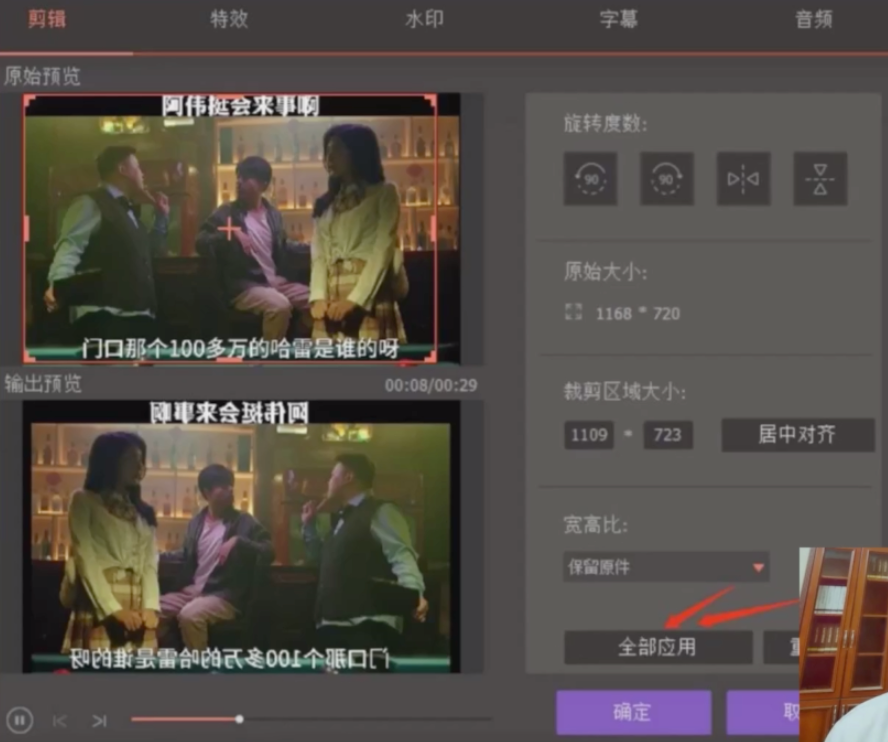 剪辑 特效 水印 字幕 音频
原始预览
阿伟挺会来事啊
门口那个100多万的哈雷是谁的呀
输出预览 00:08/00:29
阿伟挺会来事啊
门口那个100多万的哈雷是谁的呀
旋转度数:
90 90
原始大小:
1168 * 720
裁剪区域大小:
1109 * 723 居中对齐
宽高比:
保留原件
全部应用 重
确定 取